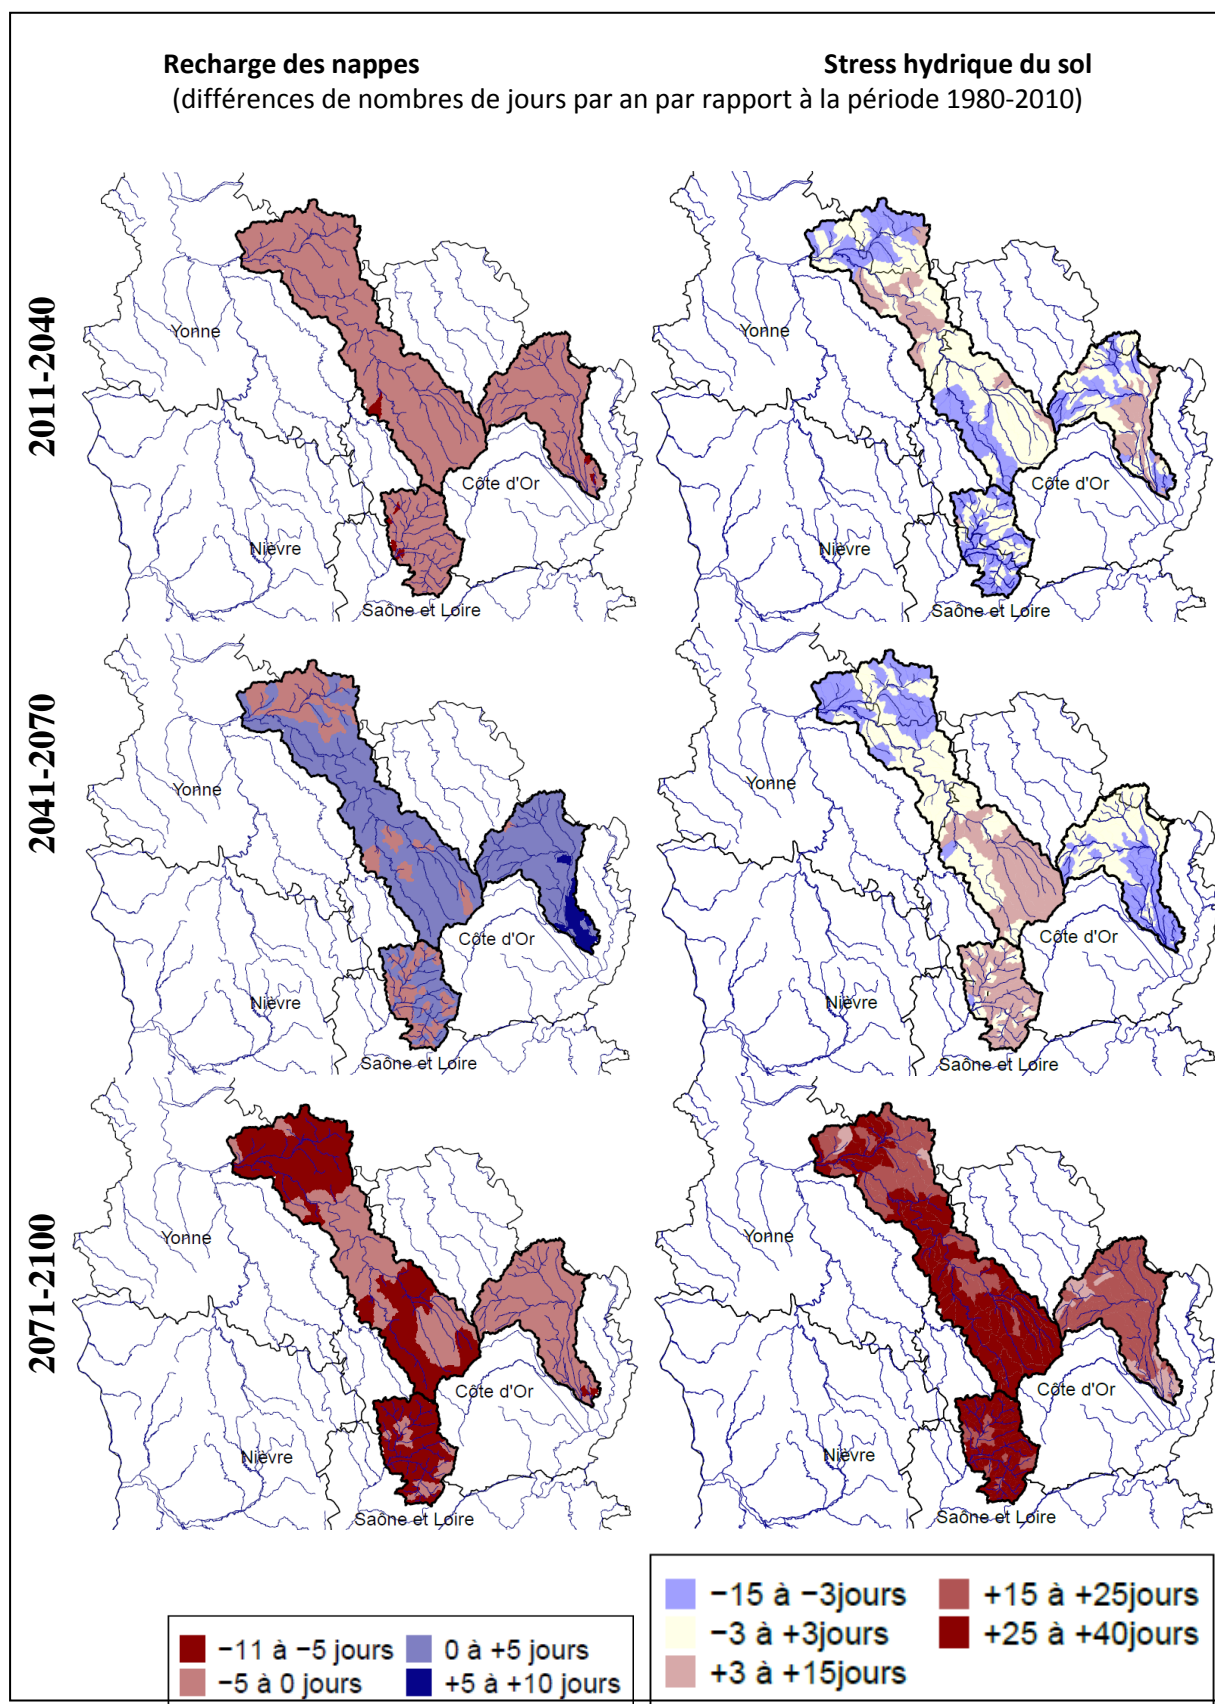 Recharge des nappes Stress hydrique du sol
(différences de nombres de jours par an par rapport à la période 1980-2010)
2011-2040
Yonne
Côte d'Or
Nièvre
Saône et Loire
Yonne
Côte d'Or
Nièvre
Saône et Loire
2041-2070
Yonne
Côte d'Or
Nièvre
Saône et Loire
Yonne
Côte d'Or
Nièvre
Saône et Loire
2071-2100
Yonne
Côte d'Or
Nièvre
Saône et Loire
Yonne
Côte d'Or
Nièvre
Saône et Loire
−11 à −5 jours 0 à +5 jours
−5 à 0 jours +5 à +10 jours
−15 à −3jours +15 à +25jours
−3 à +3jours +25 à +40jours
+3 à +15jours